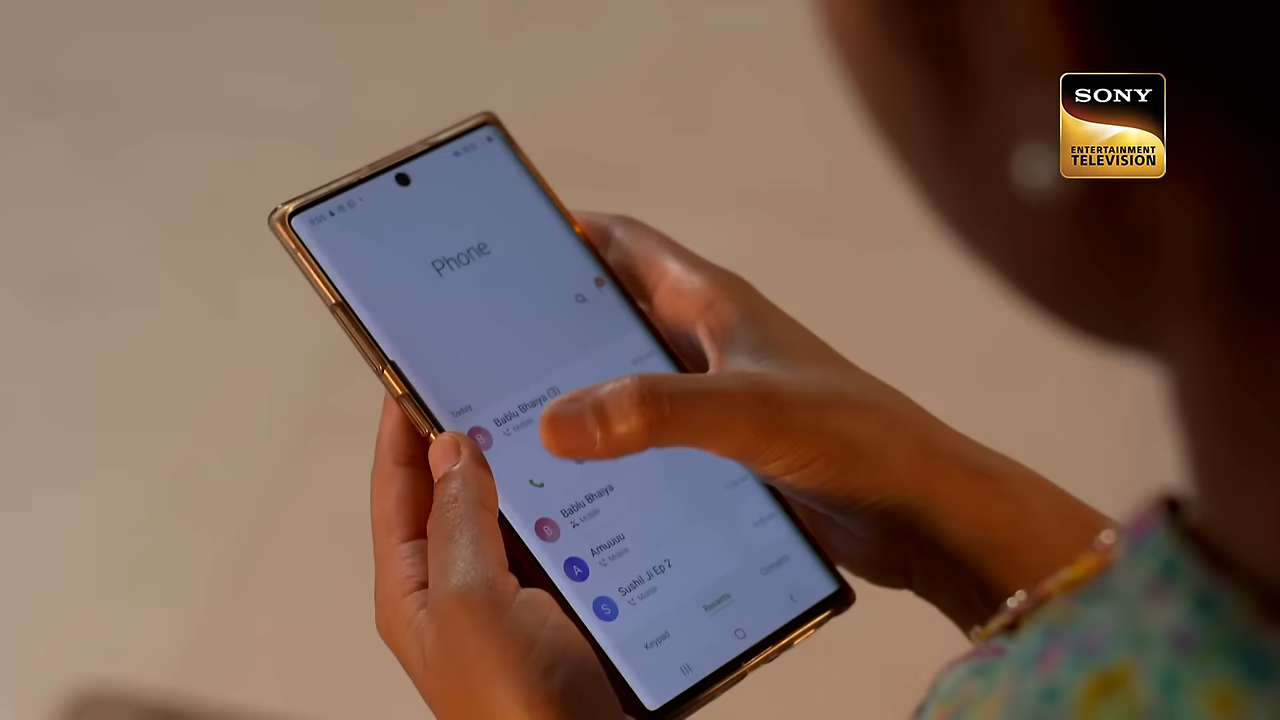 SONY
ENTERTAINMENT
TELEVISION
Phone
Today
Bablu Bhaiya (3)
Mobile
Bablu Bhaiya
Mobile
Amuuuu
Mobile
Sushil Ji Ep 2
Mobile
Keypad
Recents
Contacts